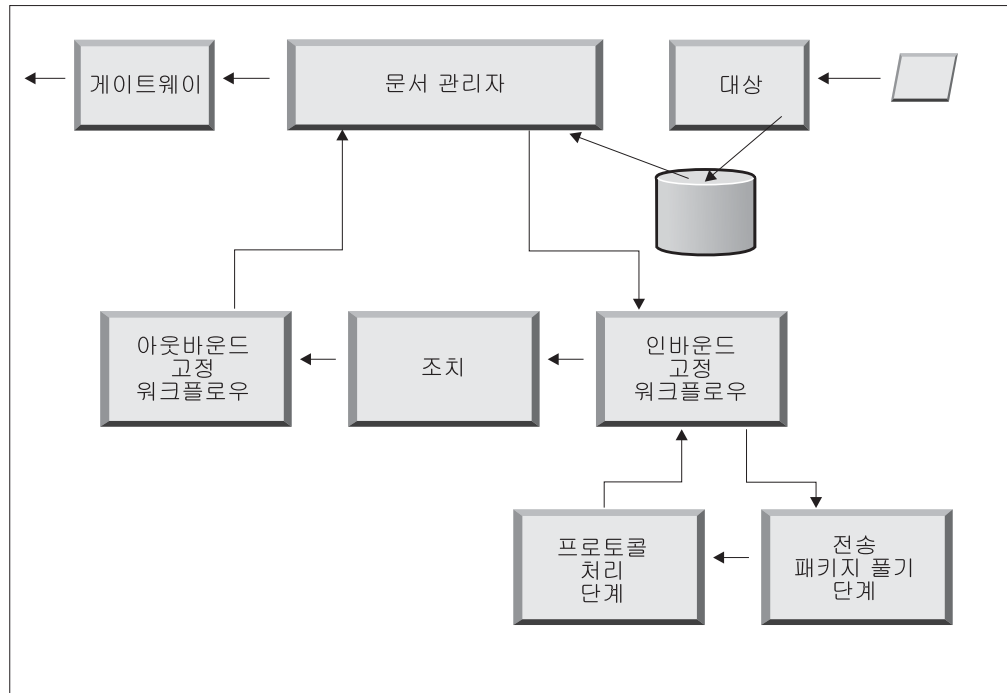 게이트웨이
문서 관리자
대상
아웃바운드
고정
워크플로우
조치
인바운드
고정
워크플로우
프로토콜
처리
단계
전송
패키지 풀기
단계